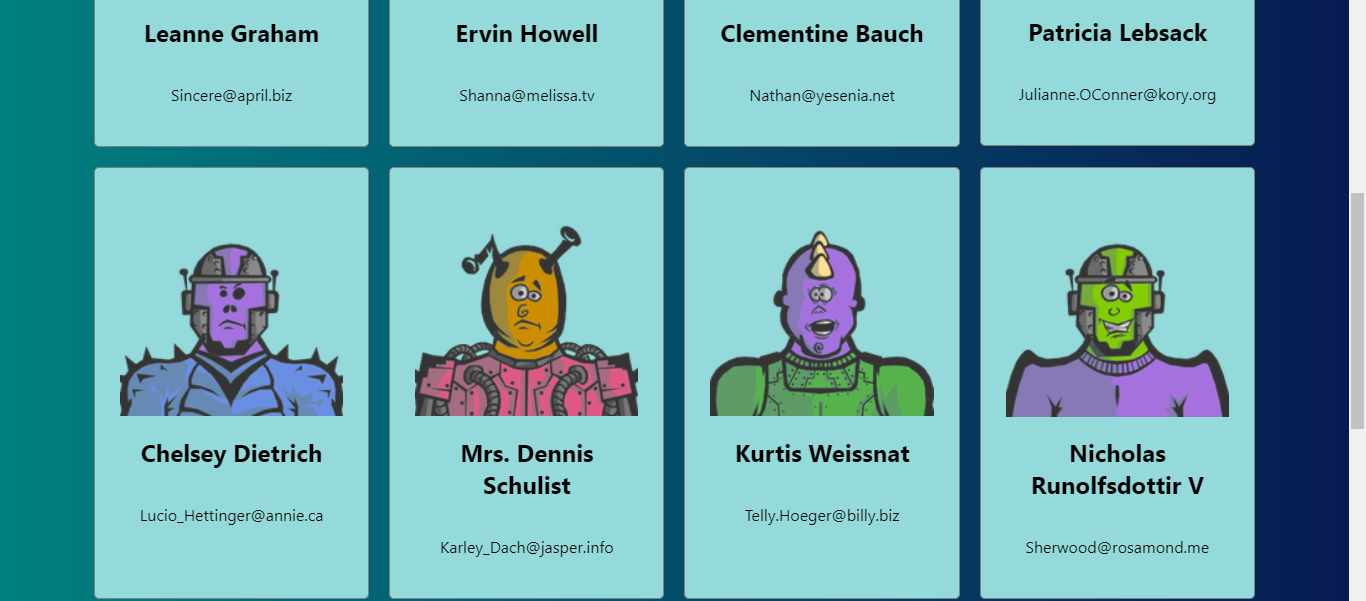 Leanne Graham
Sincere@april.biz
Ervin Howell
Shanna@melissa.tv
Clementine Bauch
Nathan@yesenia.net
Patricia Lebsack
Julianne.OConner@kory.org
Chelsey Dietrich
Lucio_Hettinger@annie.ca
Mrs. Dennis
Schulist
Karley_Dach@jasper.info
Kurtis Weissnat
Telly.Hoeger@billy.biz
Nicholas
Runolfsdottir V
Sherwood@rosamond.me